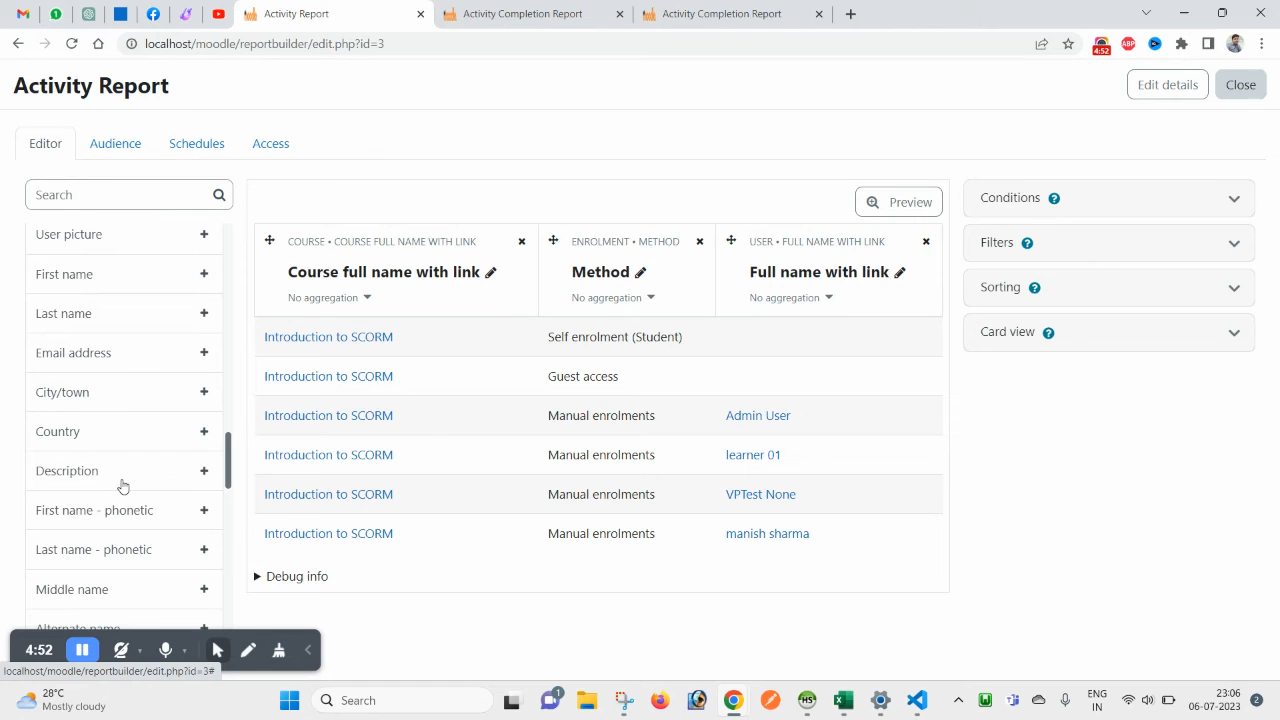 Activity Report
Activity Completion Report
Activity Completion Report
localhost/moodle/reportbuilder/edit.php?id=3
4:52
ABP
Activity Report
Edit details
Close
Editor
Audience
Schedules
Access
Search
User picture
First name
Last name
Email address
City/town
Country
Description
First name - phonetic
Last name - phonetic
Middle name
Alternate name
Preview
COURSE • COURSE FULL NAME WITH LINK
ENROLMENT • METHOD
USER • FULL NAME WITH LINK
Course full name with link
Method
Full name with link
No aggregation
No aggregation
No aggregation
Introduction to SCORM
Self enrolment (Student)
Introduction to SCORM
Guest access
Introduction to SCORM
Manual enrolments
Admin User
Introduction to SCORM
Manual enrolments
learner 01
Introduction to SCORM
Manual enrolments
VPTest None
Introduction to SCORM
Manual enrolments
manish sharma
Debug info
Conditions
Filters
Sorting
Card view
4:52
localhost/moodle/reportbuilder/edit.php?id=3#
28°C
Mostly cloudy
Search
1
HS
ENG
IN
23:06
06-07-2023
2